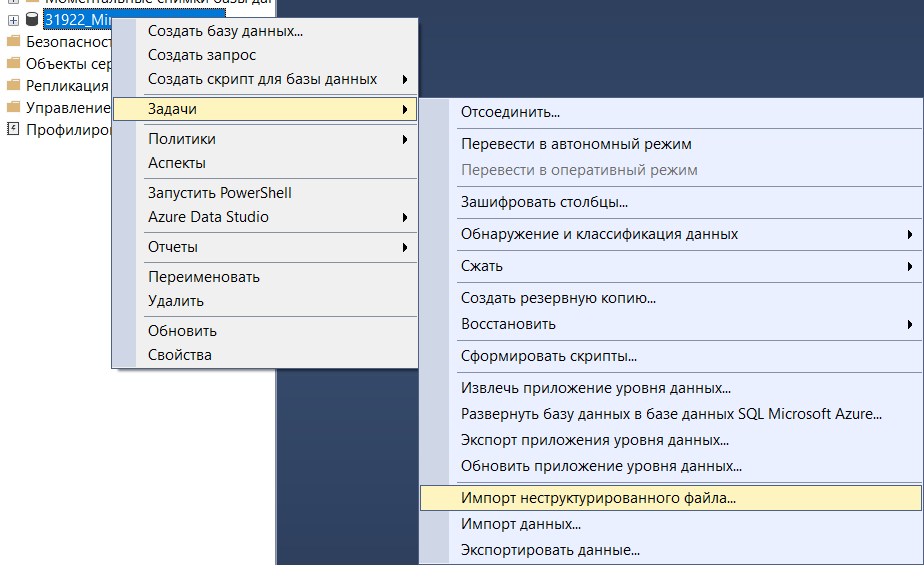 Моментальные снимки базы дан
31922_Mi
Безопасност
Объекты сер
Репликация
Управление
Профилиро
Создать базу данных...
Создать запрос
Создать скрипт для базы данных
Задачи
Политики
Аспекты
Запустить PowerShell
Azure Data Studio
Отчеты
Переименовать
Удалить
Обновить
Свойства
Отсоединить...
Перевести в автономный режим
Перевести в оперативный режим
Зашифровать столбцы...
Обнаружение и классификация данных
Сжать
Создать резервную копию...
Восстановить
Сформировать скрипты...
Извлечь приложение уровня данных...
Развернуть базу данных в базе данных SQL Microsoft Azure...
Экспорт приложения уровня данных...
Обновить приложение уровня данных...
Импорт неструктурированного файла...
Импорт данных...
Экспортировать данные...